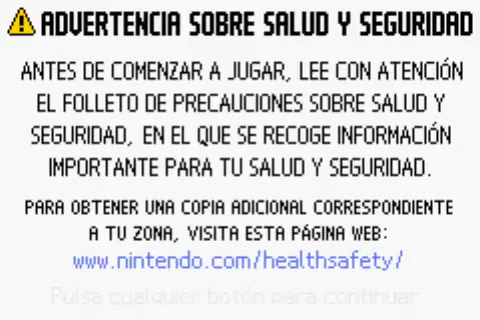 ADVERTENCIA SOBRE SALUD Y SEGURIDAD
ANTES DE COMENZAR A JUGAR, LEE CON ATENCIÓN
EL FOLLETO DE PRECAUCIONES SOBRE SALUD Y
SEGURIDAD, EN EL QUE SE RECOGE INFORMACIÓN
IMPORTANTE PARA TU SALUD Y SEGURIDAD.
PARA OBTENER UNA COPIA ADICIONAL CORRESPONDIENTE
A TU ZONA, VISITA ESTA PÁGINA WEB:
www.nintendo.com/healthsafety/
Pulsa cualquier botón para continuar